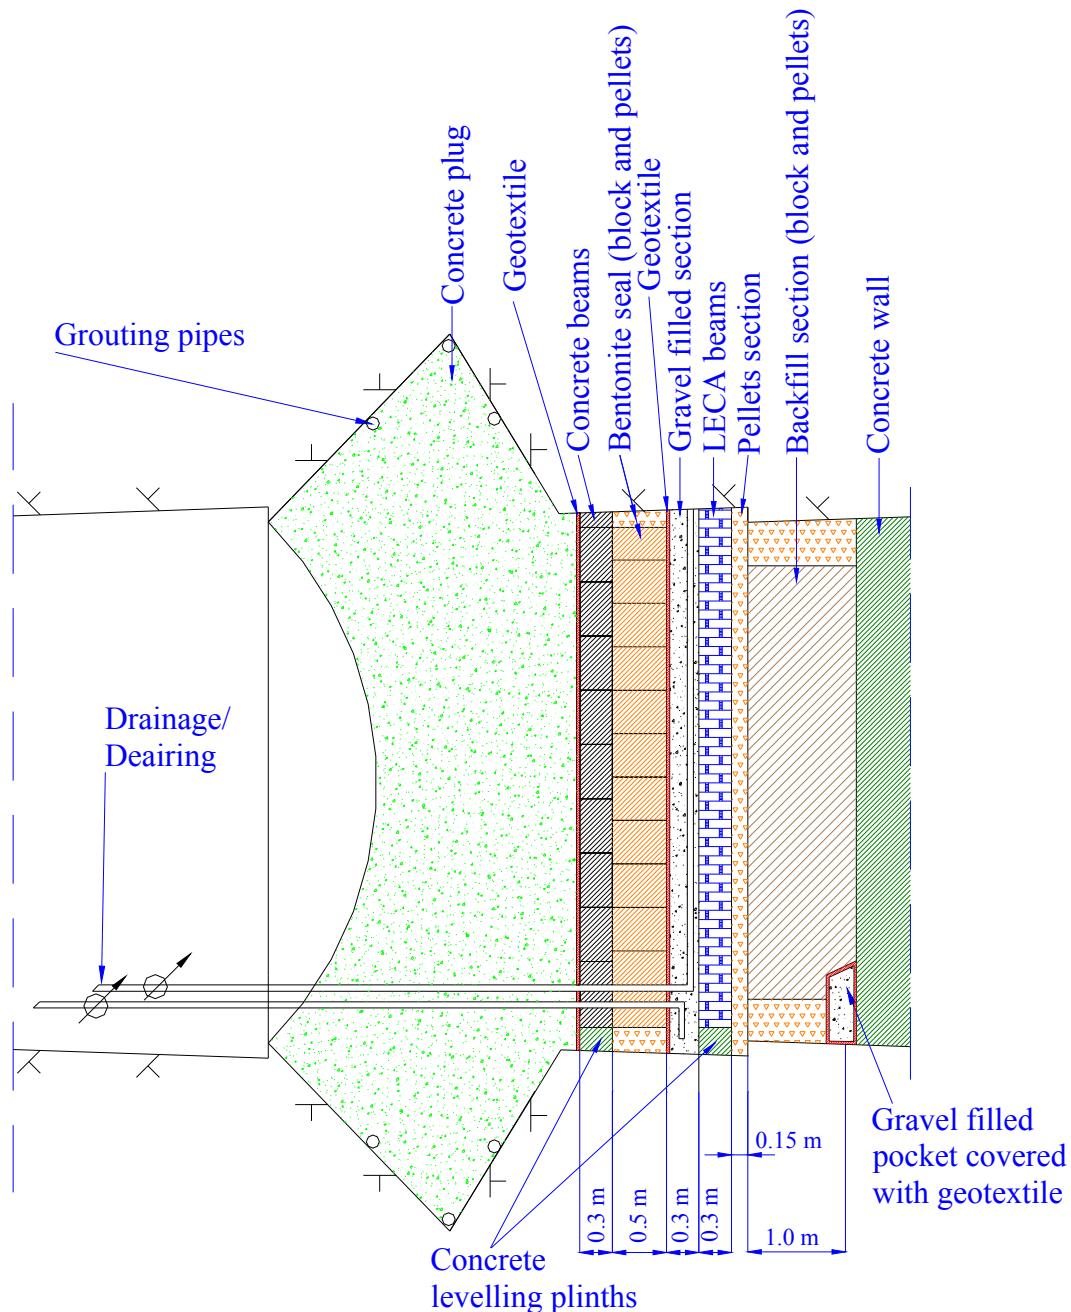 Concrete plug
Geotextile
Concrete beams
Bentonite seal (block and pellets)
Geotextile
Gravel filled section
LECA beams
Pellets section
Backfill section (block and pellets)
Concrete wall
Grouting pipes
Drainage/
Deairing
Gravel filled
pocket covered
with geotextile
0.15 m
0.3 m
0.5 m
0.3 m
0.3 m
1.0 m
Concrete
levelling plinths